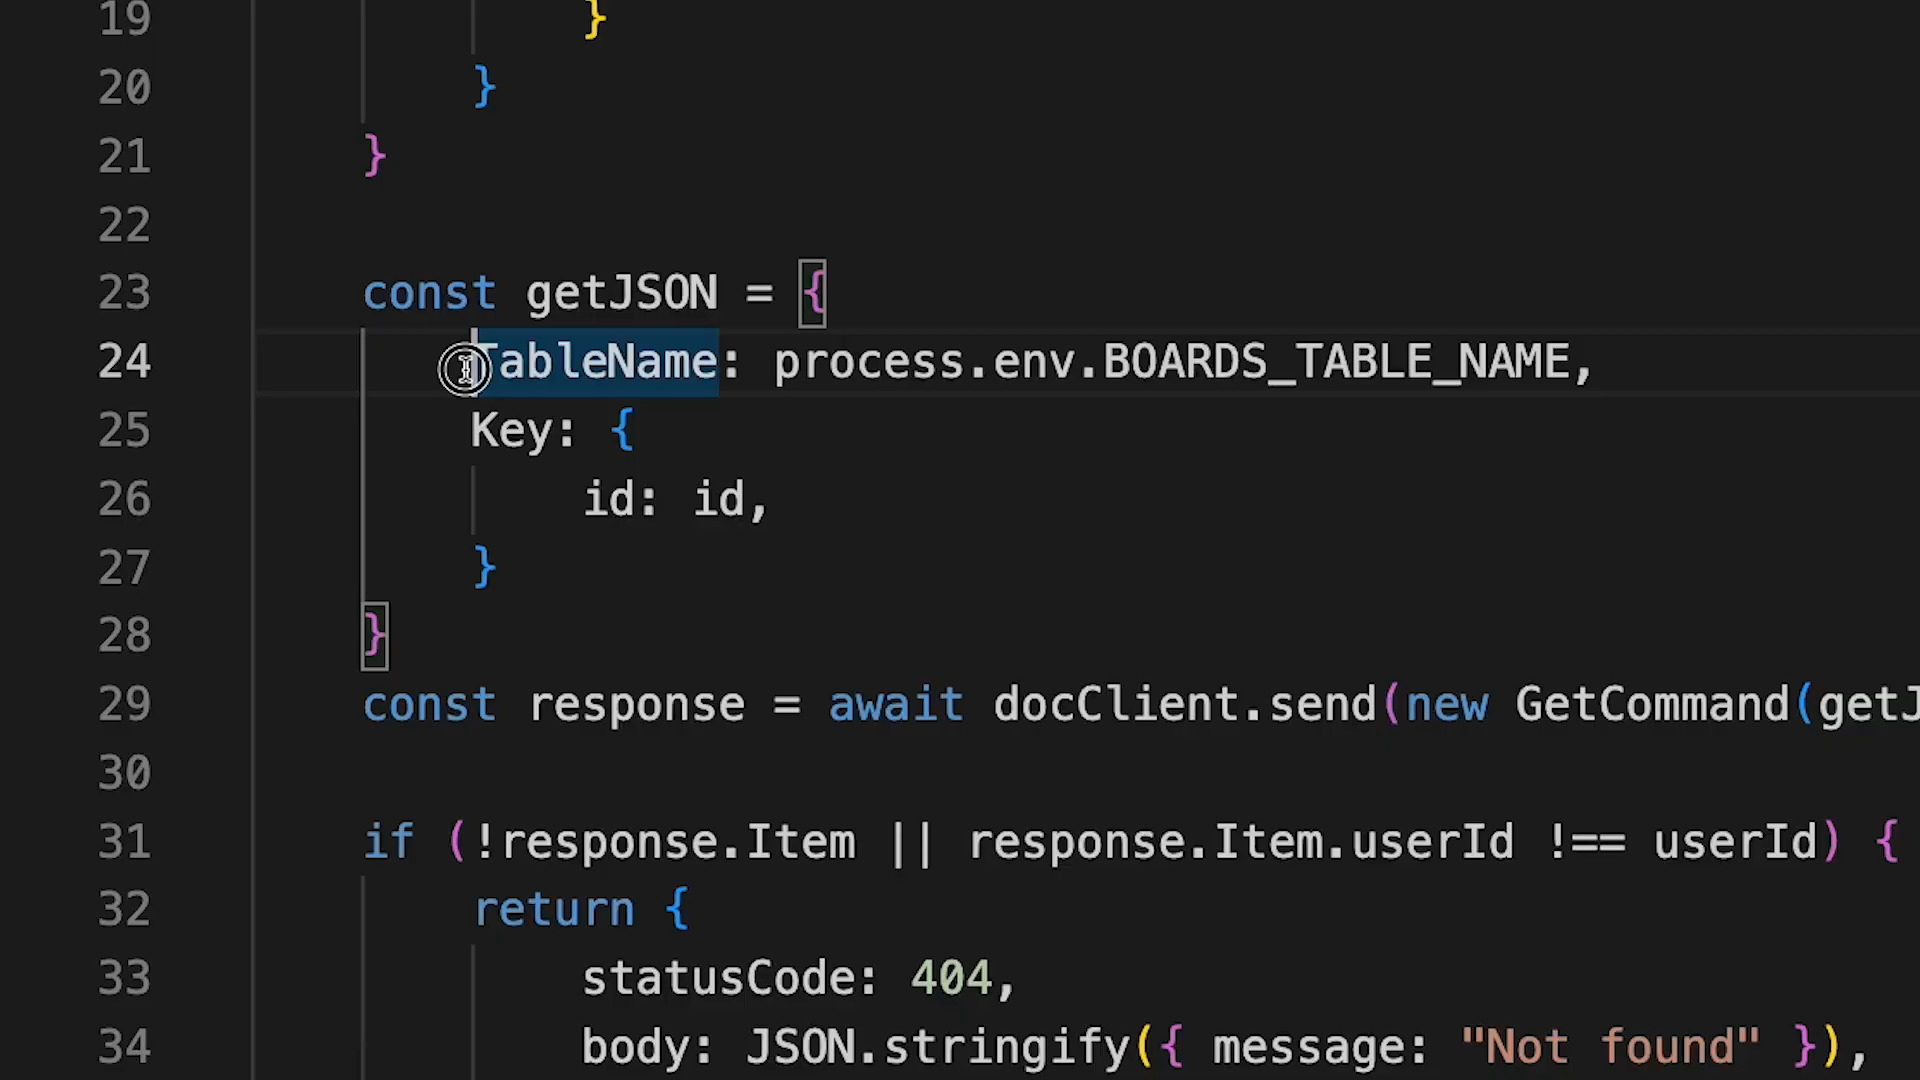 19 }
20 }
21 }
22
23 const getJSON = {
24 TableName: process.env.BOARDS_TABLE_NAME,
25 Key: {
26 id: id,
27 }
28 }
29 const response = await docClient.send(new GetCommand(getJ
30
31 if (!response.Item || response.Item.userId !== userId) {
32 return {
33 statusCode: 404,
34 body: JSON.stringify({ message: "Not found" }),